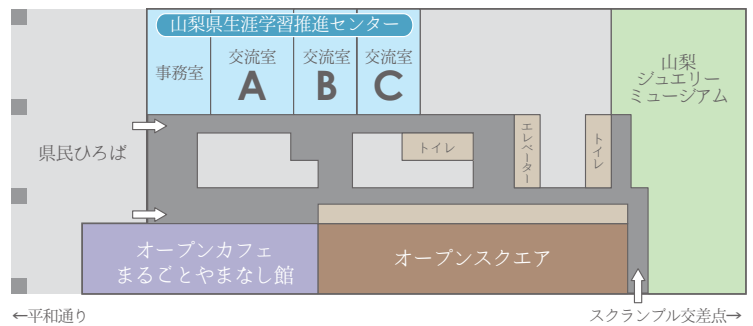 山梨県生涯学習推進センター
事務室
交流室
A
交流室
B
交流室
C
山梨
ジュエリー
ミュージアム
県民ひろば
トイレ
エレベーター
トイレ
オープンカフェ
まるごとやまなし館
オープンスクエア
←平和通り
スクランブル交差点→